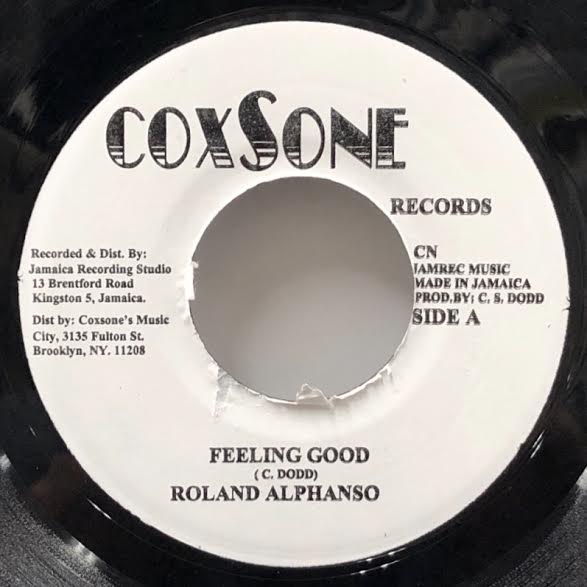 COXSONE
RECORDS
Recorded & Dist. By:
Jamaica Recording Studio
13 Brentford Road
Kingston 5, Jamaica.
Dist by: Coxsone's Music
City, 3135 Fulton St.
Brooklyn, NY. 11208
CN
JAMREC MUSIC
MADE IN JAMAICA
PROD.BY: C. S. DODD
SIDE A
FEELING GOOD
( C. DODD)
ROLAND ALPHANSO